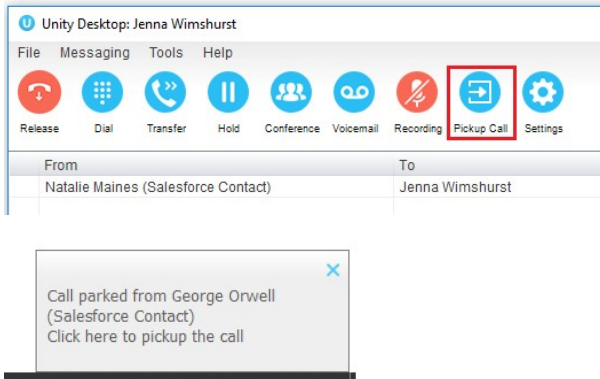 Unity Desktop: Jenna Wimshurst
File Messaging Tools Help
Release Dial Transfer Hold Conference Voicemail Recording Pickup Call Settings
From To
Natalie Maines (Salesforce Contact) Jenna Wimshurst
Call parked from George Orwell
(Salesforce Contact)
Click here to pickup the call